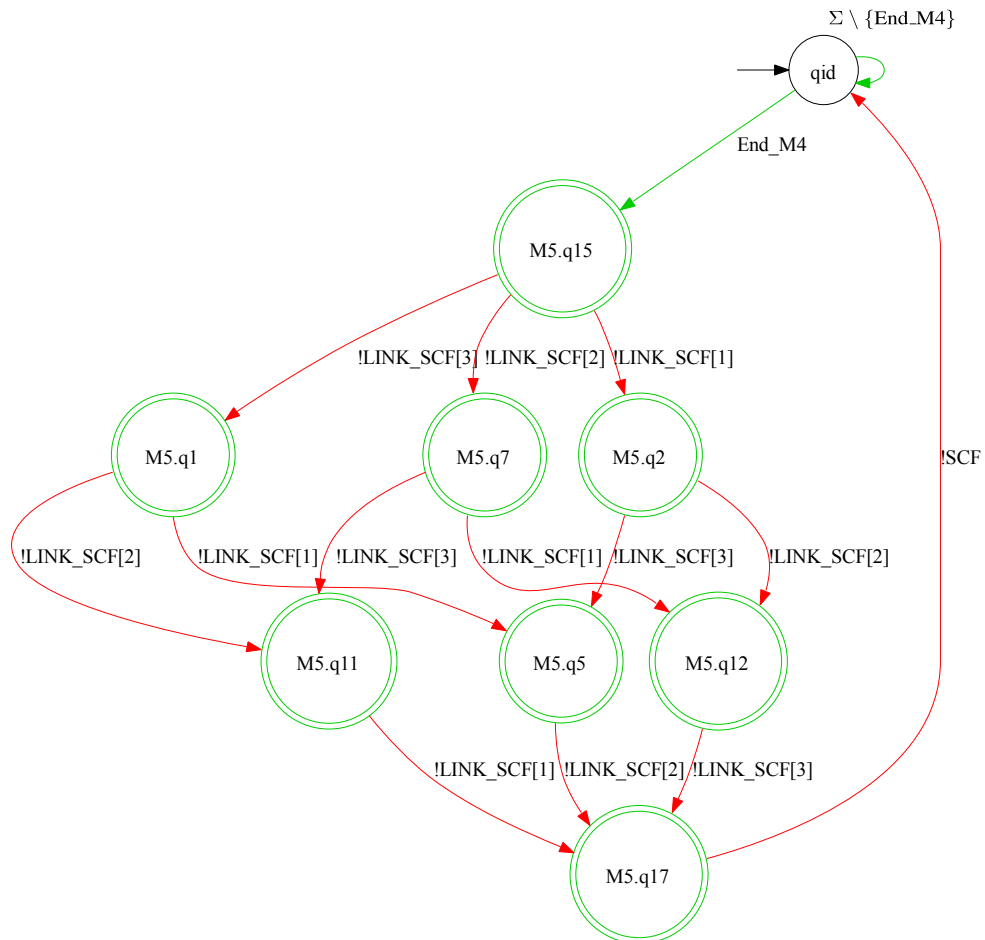 Σ \ {End_M4}
qid
End_M4
M5.q15
!LINK_SCF[3]
!LINK_SCF[2]
!LINK_SCF[1]
M5.q1
M5.q7
M5.q2
!SCF
!LINK_SCF[2]
!LINK_SCF[1]
!LINK_SCF[3]
!LINK_SCF[1]
!LINK_SCF[3]
!LINK_SCF[2]
M5.q11
M5.q5
M5.q12
!LINK_SCF[1]
!LINK_SCF[2]
!LINK_SCF[3]
M5.q17